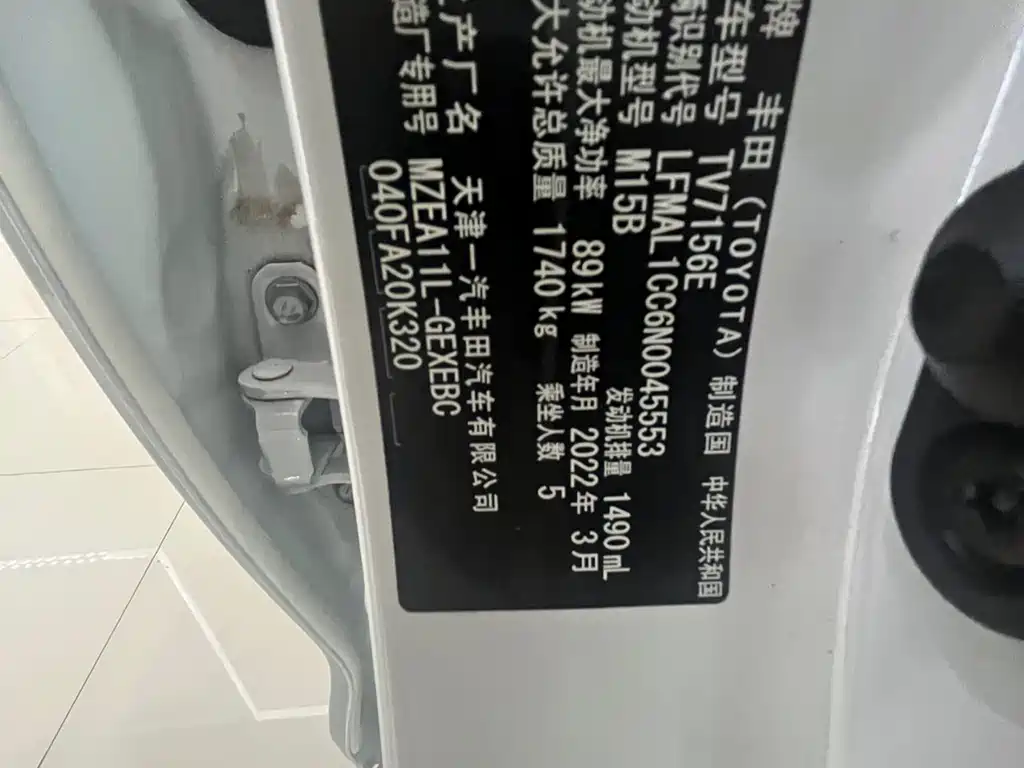 牌 丰田(TOYOTA) 制造国 中华人民共和国
车型号 TV7156E
识别代号 LFMAL1CC6N0045553
动机型号 M15B 发动机排量 1490mL
动机最大净功率 89kW 制造年月 2022年 3月
大允许总质量 1740kg 乘坐人数 5
产厂名 天津一汽丰田汽车有限公司
造厂专用号 MZEA11L-GEXEBC
040FA20K320